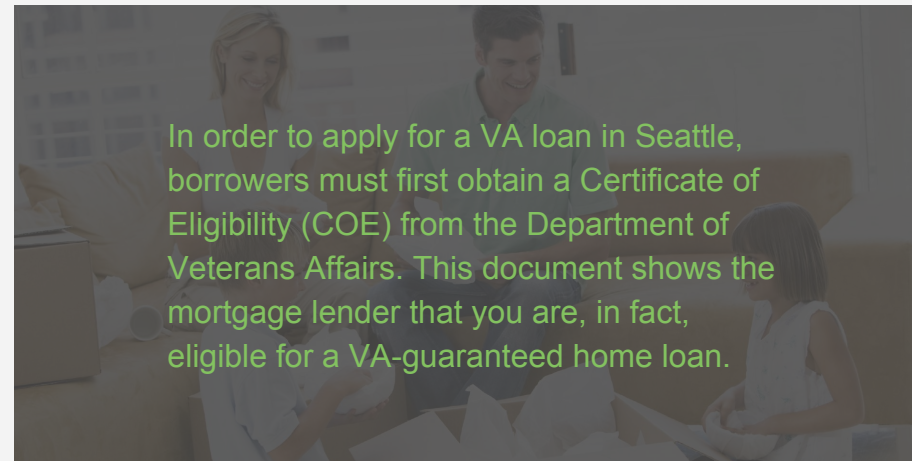 In order to apply for a VA loan in Seattle,
borrowers must first obtain a Certificate of
Eligibility (COE) from the Department of
Veterans Affairs. This document shows the
mortgage lender that you are, in fact,
eligible for a VA-guaranteed home loan.